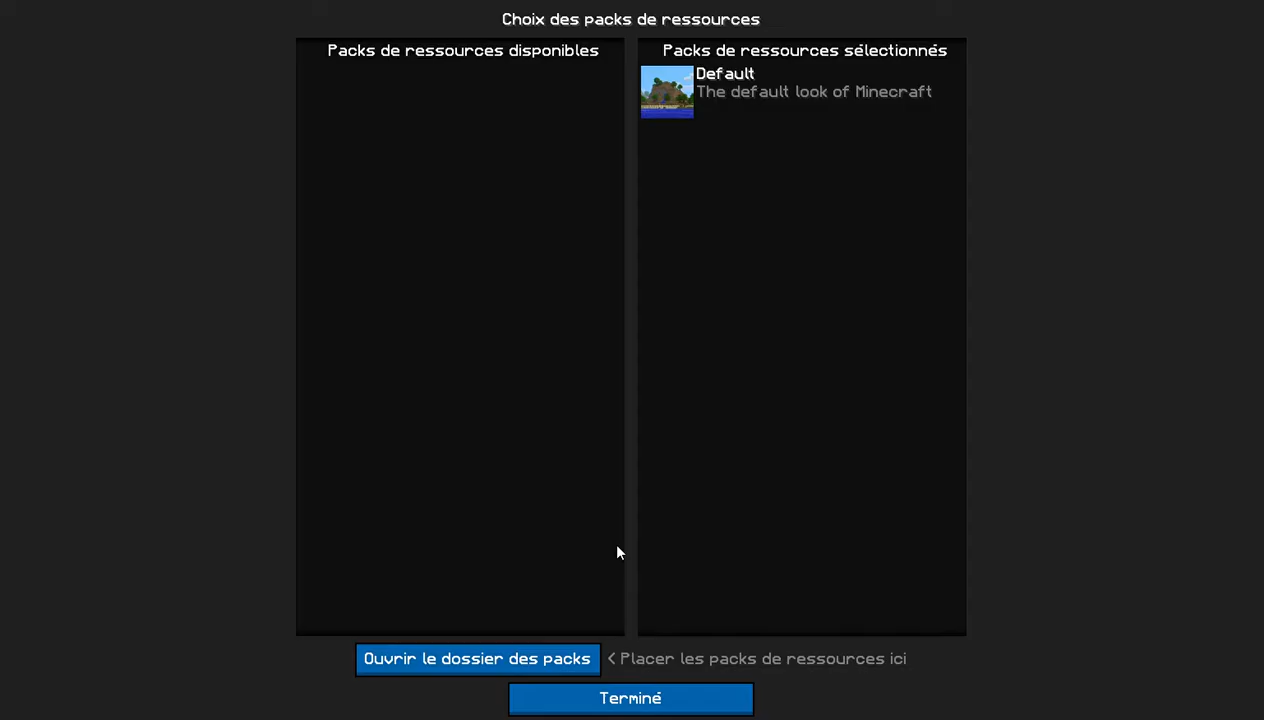 Choix des packs de ressources
Packs de ressources disponibles
Packs de ressources sélectionnés
Default
The default look of Minecraft
Ouvrir le dossier des packs
< Placer les packs de ressources ici
Terminé